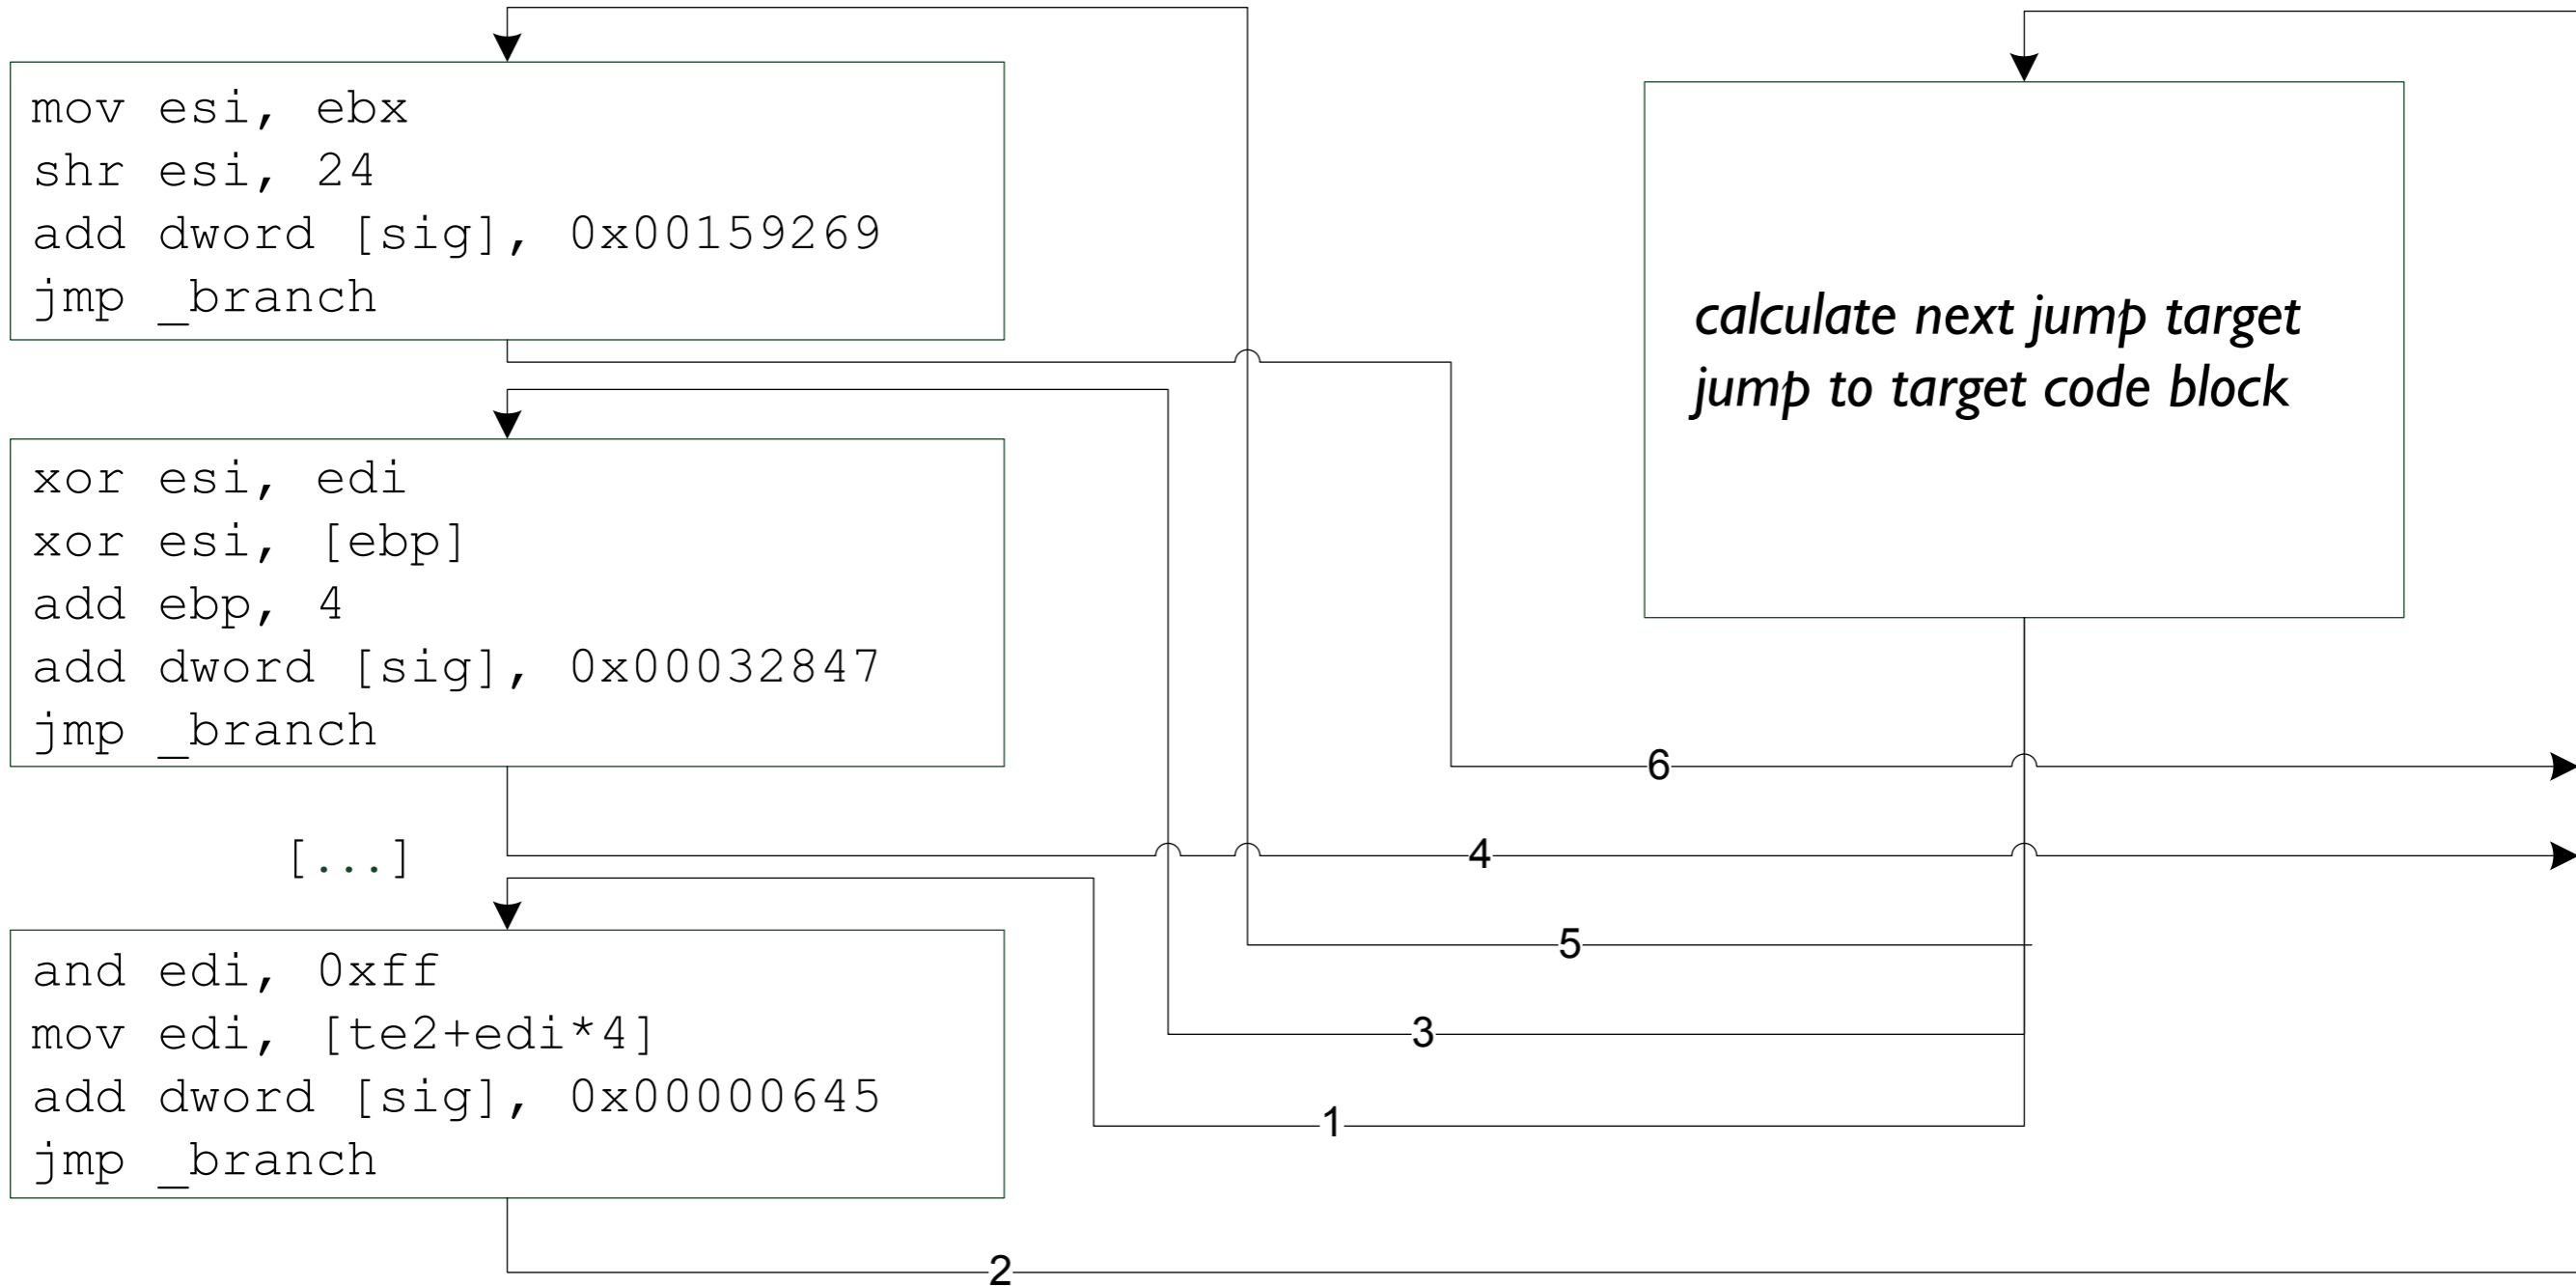 mov esi, ebx
shr esi, 24
add dword [sig], 0x00159269
jmp _branch
calculate next jump target
jump to target code block
xor esi, edi
xor esi, [ebp]
add ebp, 4
add dword [sig], 0x00032847
jmp _branch
6
4
[...]
5
and edi, 0xff
mov edi, [te2+edi*4]
add dword [sig], 0x00000645
jmp _branch
3
1
2